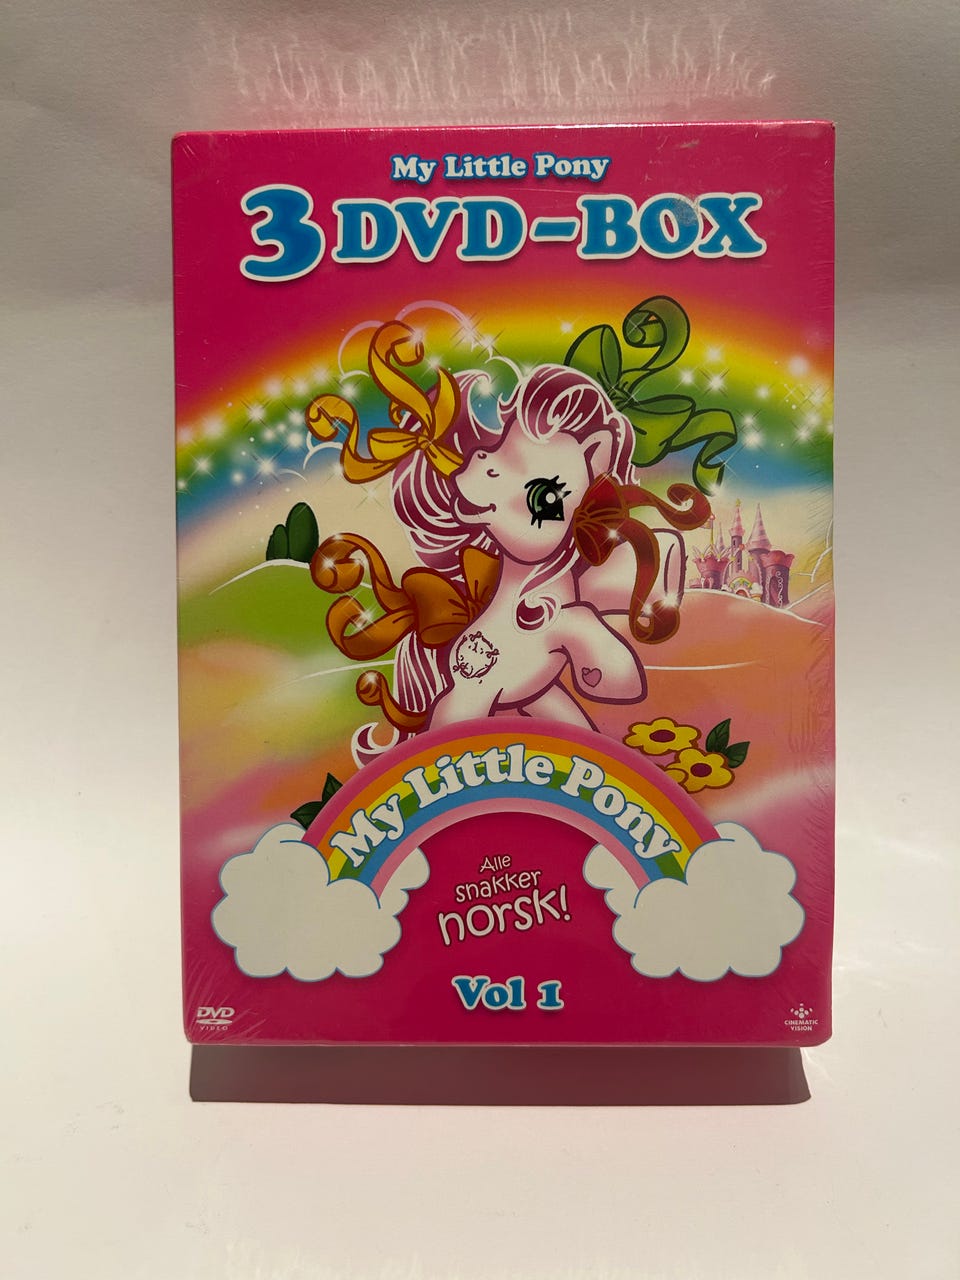 My Little Pony
3 DVD-BOX
My Little Pony
Alle
snakker
norsk!
Vol 1
DVD
VIDEO
CINEMATIC
VISION